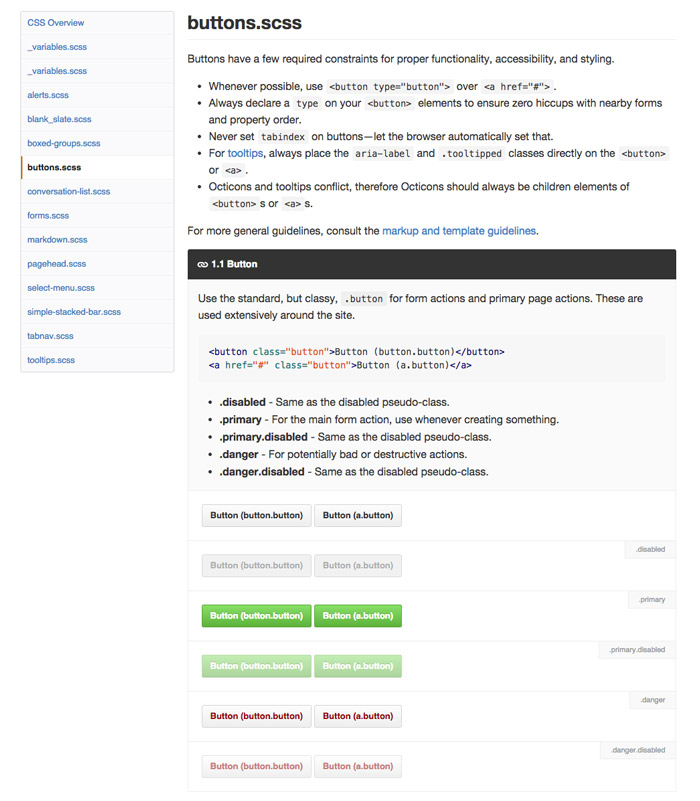 CSS Overview
_variables.scss
_variables.scss
alerts.scss
blank_slate.scss
boxed-groups.scss
buttons.scss
conversation-list.scss
forms.scss
markdown.scss
pagehead.scss
select-menu.scss
simple-stacked-bar.scss
tabnav.scss
tooltips.scss
buttons.scss
Buttons have a few required constraints for proper functionality, accessibility, and styling.
• Whenever possible, use <button type="button"> over <a href="#">.
• Always declare a type on your <button> elements to ensure zero hiccups with nearby forms
and property order.
• Never set tabindex on buttons—let the browser automatically set that.
• For tooltips, always place the aria-label and .tooltipped classes directly on the <button>
or <a>.
• Octicons and tooltips conflict, therefore Octicons should always be children elements of
<button>s or <a>s.
For more general guidelines, consult the markup and template guidelines.
1.1 Button
Use the standard, but classy, .button for form actions and primary page actions. These are
used extensively around the site.
<button class="button">Button (button.button)</button>
<a href="#" class="button">Button (a.button)</a>
• .disabled - Same as the disabled pseudo-class.
• .primary - For the main form action, use whenever creating something.
• .primary.disabled - Same as the disabled pseudo-class.
• .danger - For potentially bad or destructive actions.
• .danger.disabled - Same as the disabled pseudo-class.
Button (button.button) Button (a.button)
.disabled
Button (button.button) Button (a.button)
.primary
Button (button.button) Button (a.button)
.primary.disabled
Button (button.button) Button (a.button)
.danger
Button (button.button) Button (a.button)
.danger.disabled
Button (button.button) Button (a.button)